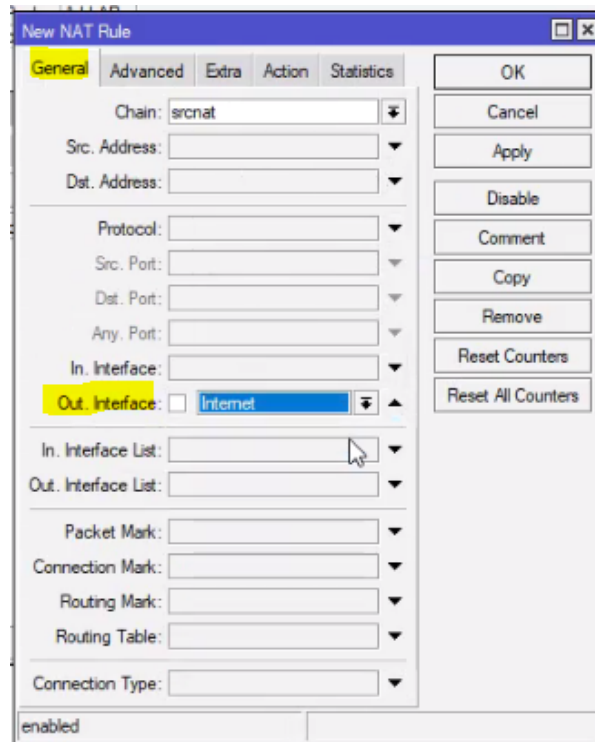 New NAT Rule
General Advanced Extra Action Statistics
Chain: srcnat
Src. Address:
Dst. Address:
Protocol:
Src. Port:
Dst. Port:
Any. Port:
In. Interface:
Out. Interface: Internet
In. Interface List:
Out. Interface List:
Packet Mark:
Connection Mark:
Routing Mark:
Routing Table:
Connection Type:
OK
Cancel
Apply
Disable
Comment
Copy
Remove
Reset Counters
Reset All Counters
enabled